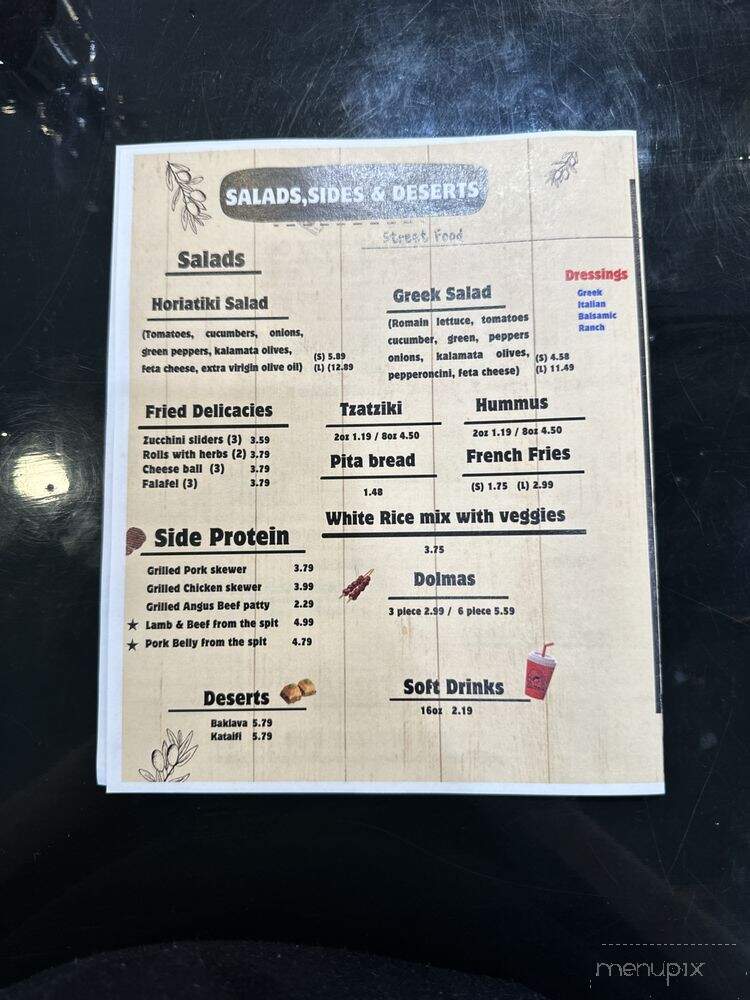 SALADS,SIDES & DESERTS
Street Food
Salads
Dressings
Greek
Italian
Balsamic
Ranch
Horiatiki Salad
(Tomatoes, cucumbers, onions,
green peppers, kalamata olives,
feta cheese, extra virigin olive oil)
(S) 5.89
(L) (12.89
Greek Salad
(Romain lettuce, tomatoes
cucumber, green, peppers
onions, kalamata olives,
pepperoncini, feta cheese)
(S) 4.58
(L) 11.49
Fried Delicacies
Zucchini sliders (3) 3.59
Rolls with herbs (2) 3.79
Cheese ball (3) 3.79
Falafel (3) 3.79
Tzatziki
2oz 1.19 / 8oz 4.50
Hummus
2oz 1.19 / 8oz 4.50
Pita bread
1.48
French Fries
(S) 1.75 (L) 2.99
White Rice mix with veggies
3.75
Side Protein
Grilled Pork skewer 3.79
Grilled Chicken skewer 3.99
Grilled Angus Beef patty 2.29
★ Lamb & Beef from the spit 4.99
★ Pork Belly from the spit 4.79
Dolmas
3 piece 2.99 / 6 piece 5.59
Deserts
Baklava 5.79
Kataifi 5.79
Soft Drinks
16oz 2.19
menupix